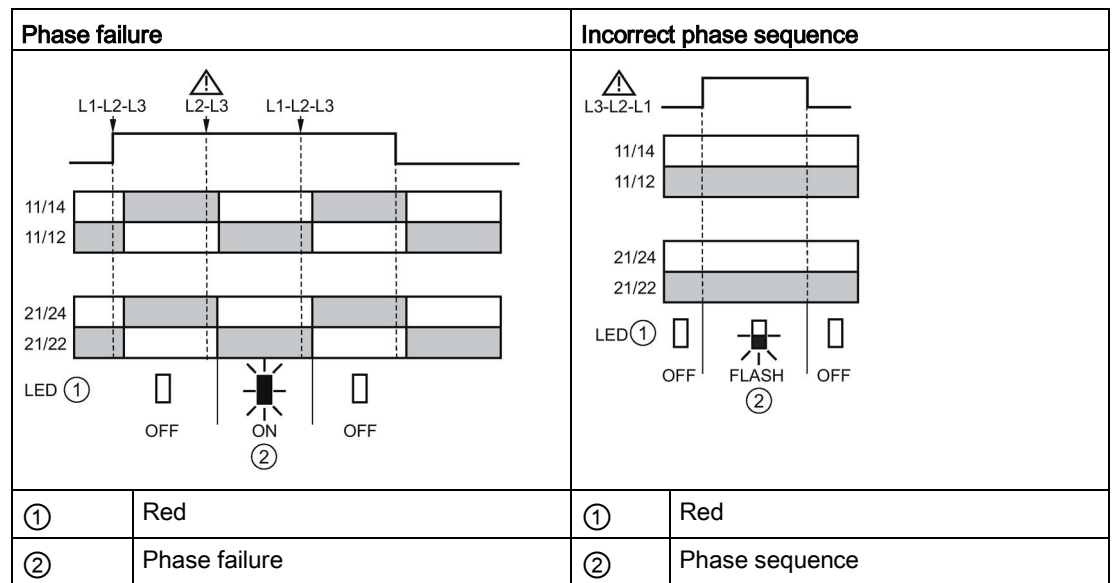 Phase failure
Incorrect phase sequence
L1-L2-L3 L2-L3 L1-L2-L3
11/14
11/12
21/24
21/22
LED ①
OFF ON OFF
②
L3-L2-L1
11/14
11/12
21/24
21/22
LED ①
OFF FLASH OFF
②
① Red ① Red
② Phase failure ② Phase sequence